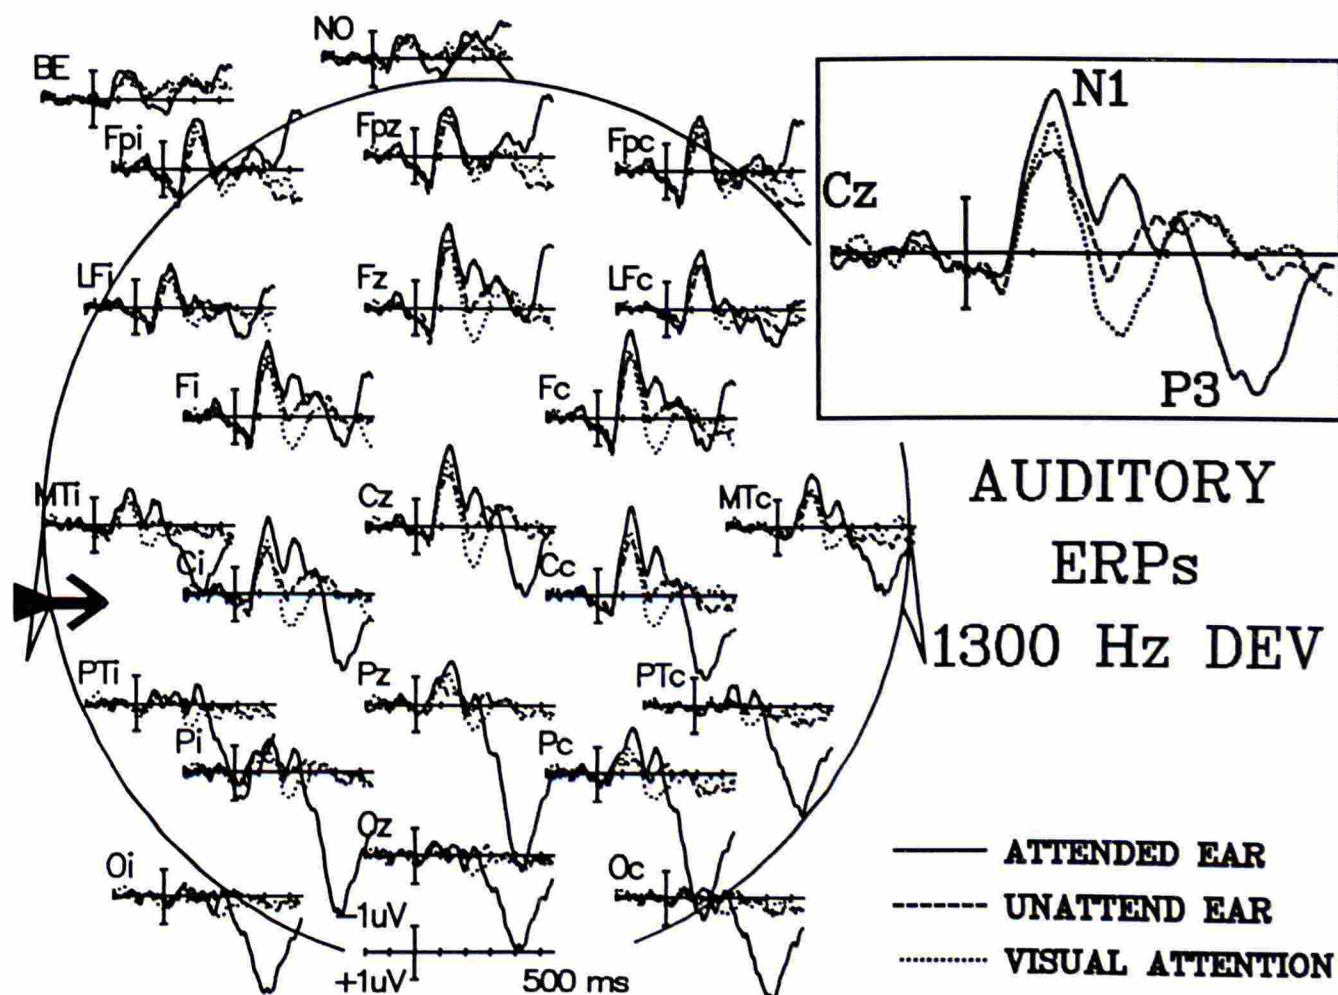 NO
BE
Fpi
Fpz
Fpc
N1
Cz
P3
LFi
Fz
LFc
Fi
Fc
MTi
Cz
MTc
Ci
Cc
AUDITORY
ERPs
1300 Hz DEV
PTi
Pz
PTc
Pi
Pc
Oz
Oi
Oc
-1uV
+1uV
500 ms
ATTENDED EAR
UNATTEND EAR
VISUAL ATTENTION